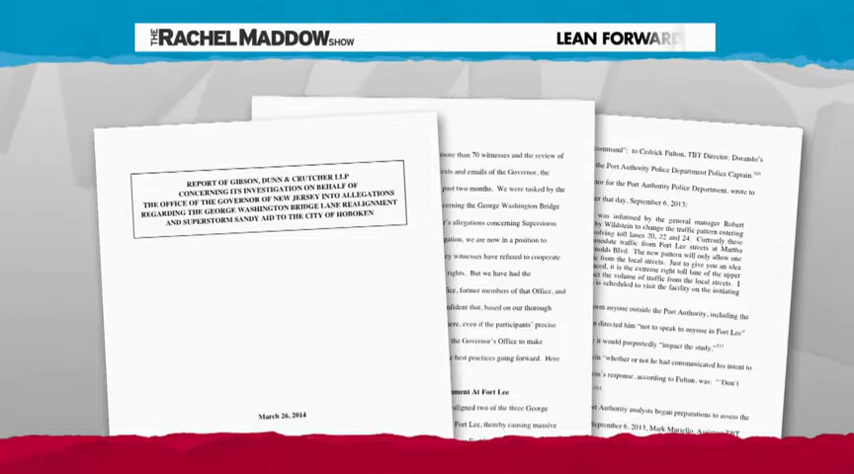 THE RACHEL MADDOW SHOW
LEAN FORWARD
REPORT OF GIBSON, DUNN & CRUTCHER LLP
CONCERNING ITS INVESTIGATION ON BEHALF OF
THE OFFICE OF THE GOVERNOR OF NEW JERSEY INTO ALLEGATIONS
REGARDING THE GEORGE WASHINGTON BRIDGE LANE REALIGNMENT
AND SUPERSTORM SANDY AID TO THE CITY OF HOBOKEN
March 26, 2014
more than 70 witnesses and the review of
exts and emails of the Governor, the
past two months. We were tasked by the
cerning the George Washington Bridge
r's allegations concerning Superstorm
gation, we are now in a position to
ey witnesses have refused to cooperate
rights. But we have had the
fice, former members of that Office, and
nfident that, based on our thorough
here, even if the participants' precise
the Governor's Office to make
best practices going forward. Here
nment At Fort Lee
aligned two of the three George
Fort Lee, thereby causing massive
command": to Cedrick Fulton, TBT Director; Durando's
the Port Authority Police Department Police Captain.
tor for the Port Authority Police Department, wrote to
er that day, September 6, 2013:
was informed by the general manager Robert
by Wildstein to change the traffic pattern entering
olving toll lanes 20, 22 and 24. Currently these
modate traffic from Fort Lee streets at Martha
nolds Blvd. The new pattern will only allow one
c from the local streets. Just to give you an idea
nced, it is the extreme right toll lane of the upper
ct the volume of traffic from the local streets. I
is scheduled to visit the facility on the initiating
om anyone outside the Port Authority, including the
n directed him "not to speak to anyone in Fort Lee"
it would purportedly "impact the study."
ein "whether or not he had communicated his intent to
n's response, according to Fulton, was: "'Don't
rt Authority analysts began preparations to assess the
September 6, 2013, Mark Muriello, Assistant TBT